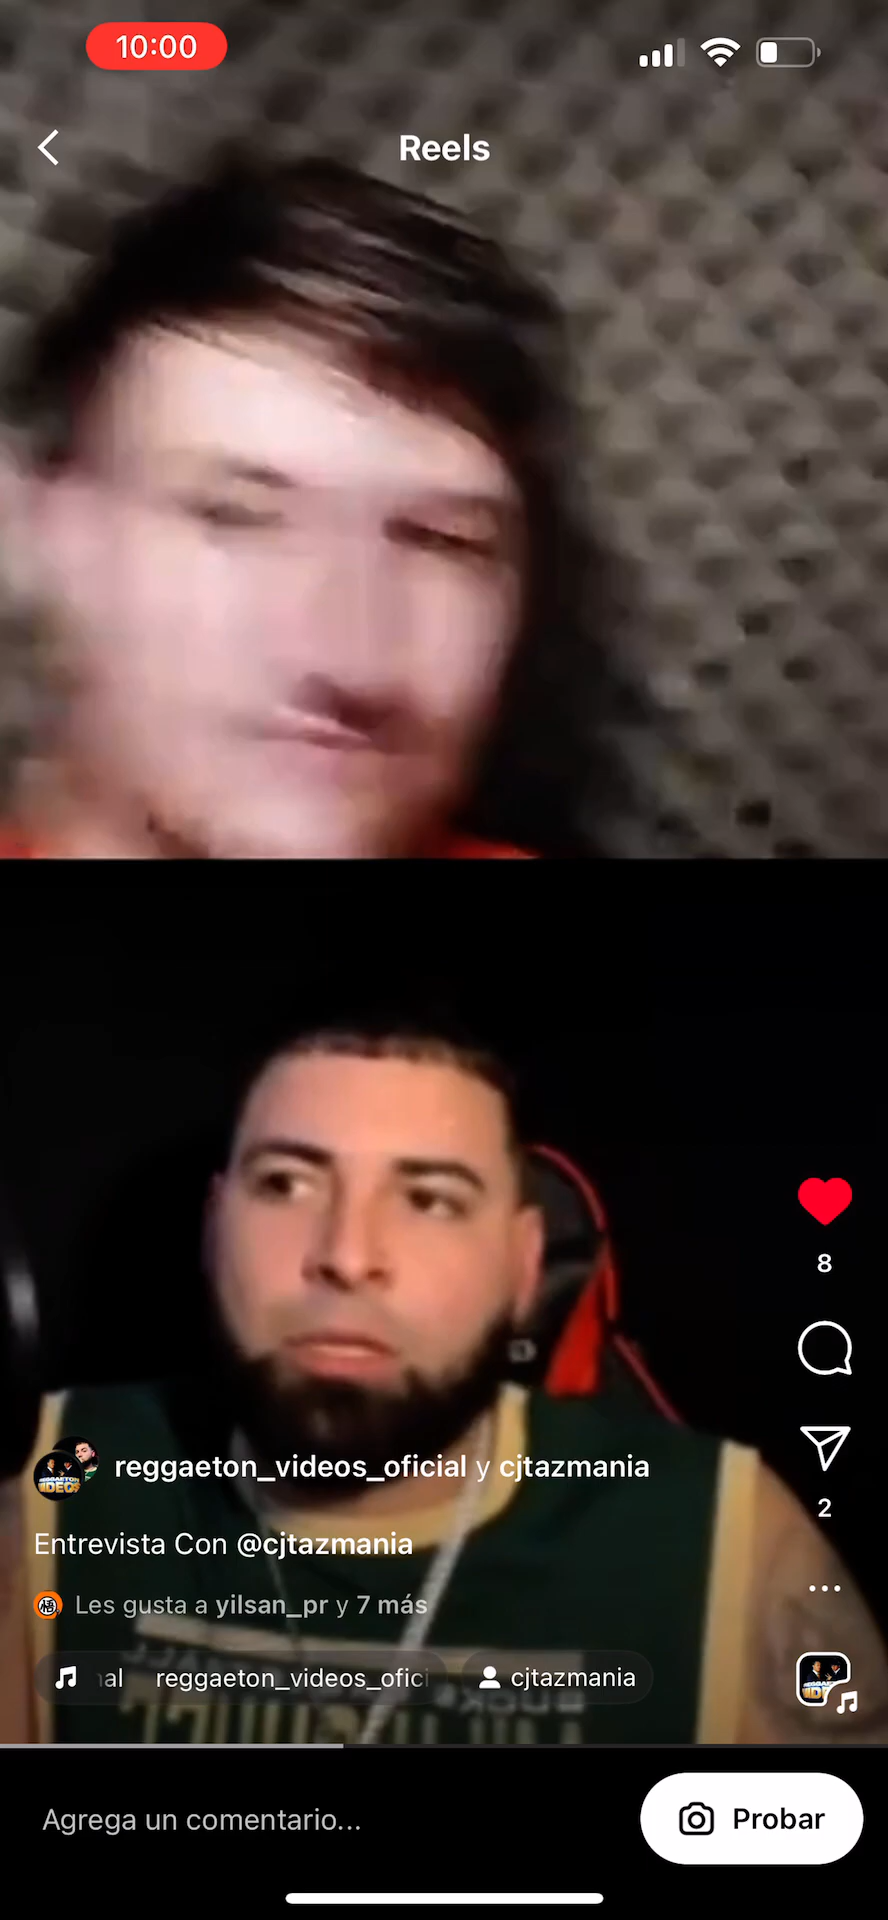 10:00
Reels
reggaeton_videos_oficial y cjtazmania
Entrevista Con @cjtazmania
Les gusta a yilsan_pr y 7 más
nal reggaeton_videos_ofici cjtazmania
8
2
Agrega un comentario...
Probar